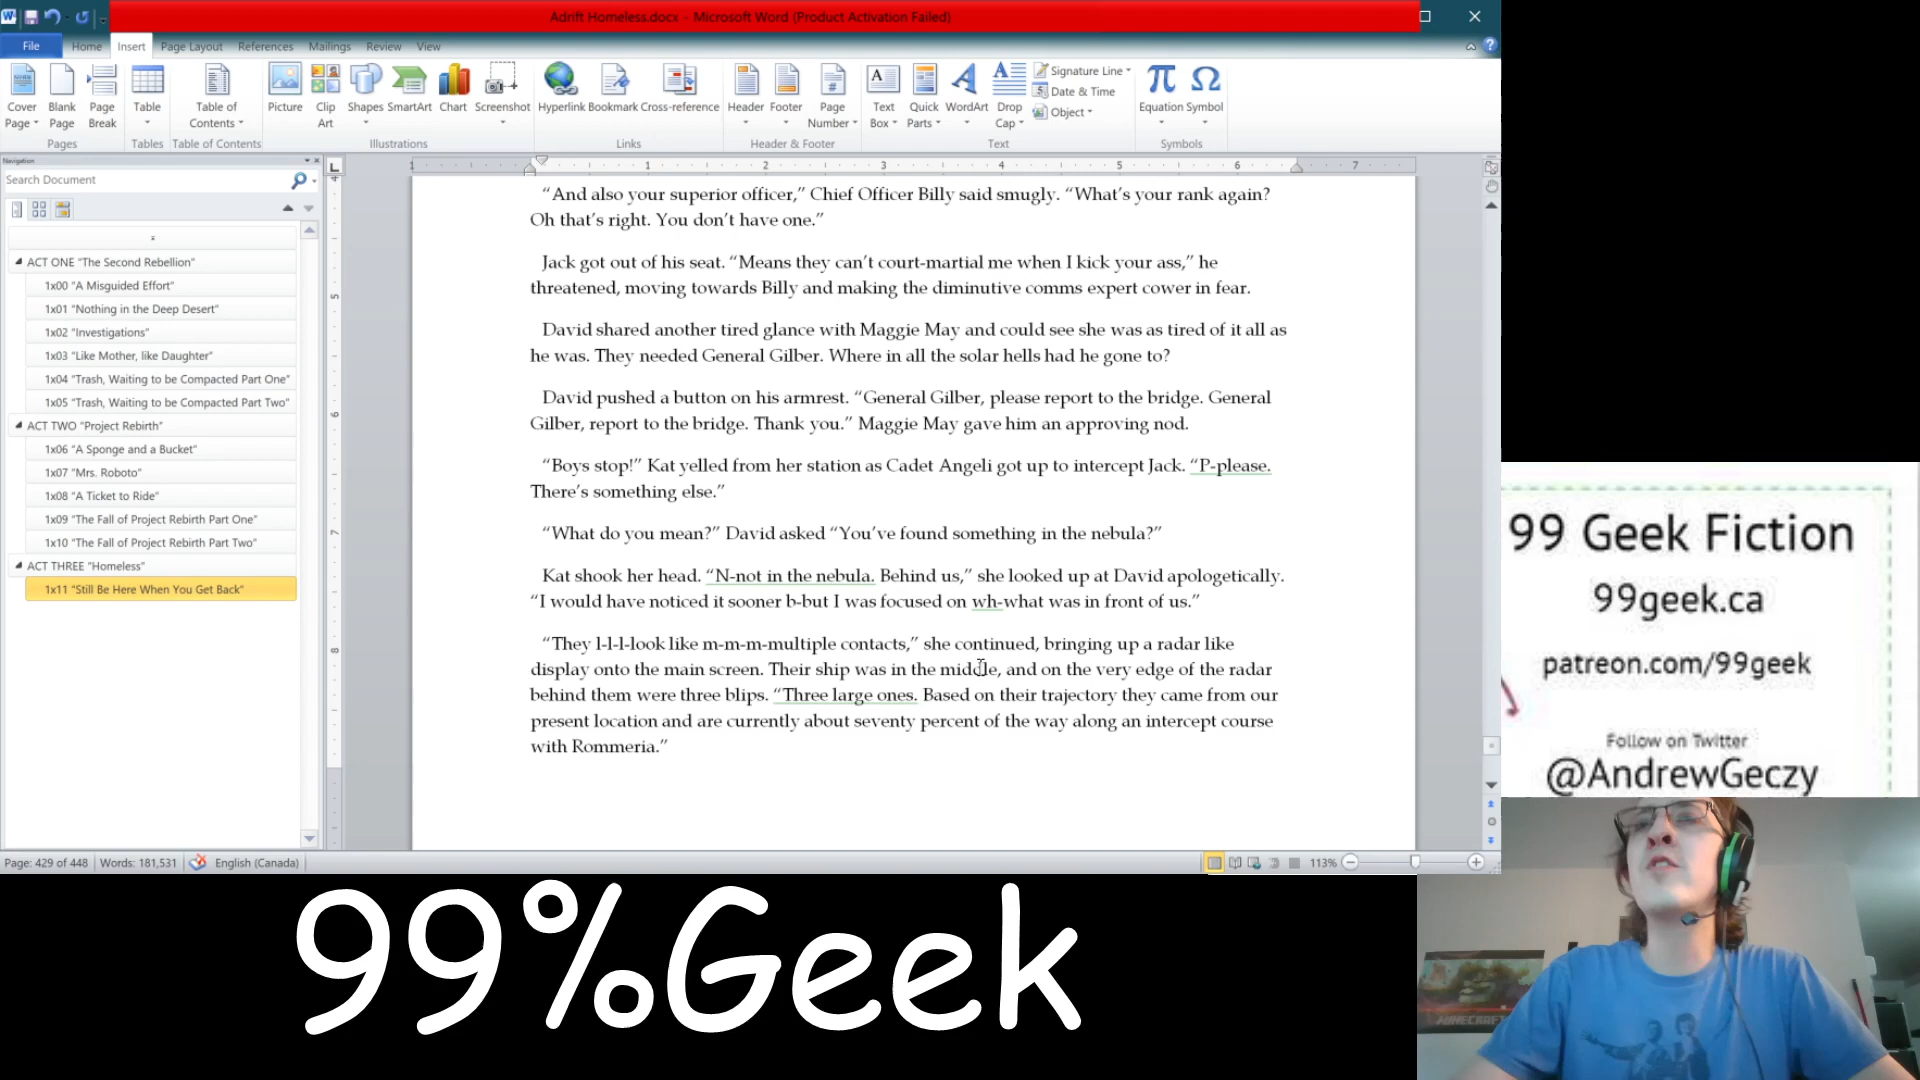 Adrift Homeless.docx - Microsoft Word (Product Activation Failed)
File Home Insert Page Layout References Mailings Review View
Cover Page
Blank Page
Page Break
Table
Table of Contents
Picture
Clip Art
Shapes
SmartArt
Chart
Screenshot
Hyperlink
Bookmark
Cross-reference
Header
Footer
Page Number
Text Box
Quick Parts
WordArt
Drop Cap
Signature Line
Date & Time
Object
Equation
Symbol
Pages
Tables
Table of Contents
Illustrations
Links
Header & Footer
Text
Symbols
Navigation
Search Document
ACT ONE “The Second Rebellion”
1x00 “A Misguided Effort”
1x01 “Nothing in the Deep Desert”
1x02 “Investigations”
1x03 “Like Mother, like Daughter”
1x04 “Trash, Waiting to be Compacted Part One”
1x05 “Trash, Waiting to be Compacted Part Two”
ACT TWO “Project Rebirth”
1x06 “A Sponge and a Bucket”
1x07 “Mrs. Roboto”
1x08 “A Ticket to Ride”
1x09 “The Fall of Project Rebirth Part One”
1x10 “The Fall of Project Rebirth Part Two”
ACT THREE “Homeless”
1x11 “Still Be Here When You Get Back”
1 1 2 3 4 5 6 7
4
5
6
7
8
“And also your superior officer,” Chief Officer Billy said smugly. “What’s your rank again?
Oh that’s right. You don’t have one.”
Jack got out of his seat. “Means they can’t court-martial me when I kick your ass,” he
threatened, moving towards Billy and making the diminutive comms expert cower in fear.
David shared another tired glance with Maggie May and could see she was as tired of it all as
he was. They needed General Gilber. Where in all the solar hells had he gone to?
David pushed a button on his armrest. “General Gilber, please report to the bridge. General
Gilber, report to the bridge. Thank you.” Maggie May gave him an approving nod.
“Boys stop!” Kat yelled from her station as Cadet Angeli got up to intercept Jack. “P-please.
There’s something else.”
“What do you mean?” David asked “You’ve found something in the nebula?”
Kat shook her head. “N-not in the nebula. Behind us,” she looked up at David apologetically.
“I would have noticed it sooner b-but I was focused on wh-what was in front of us.”
“They l-l-l-look like m-m-m-multiple contacts,” she continued, bringing up a radar like
display onto the main screen. Their ship was in the middle, and on the very edge of the radar
behind them were three blips. “Three large ones. Based on their trajectory they came from our
present location and are currently about seventy percent of the way along an intercept course
with Rommeria.”
Page: 429 of 448 Words: 181,531 English (Canada) 113%
99 Geek Fiction
99geek.ca
patreon.com/99geek
Follow on Twitter
@AndrewGeczy
99%Geek
MINECRAFT